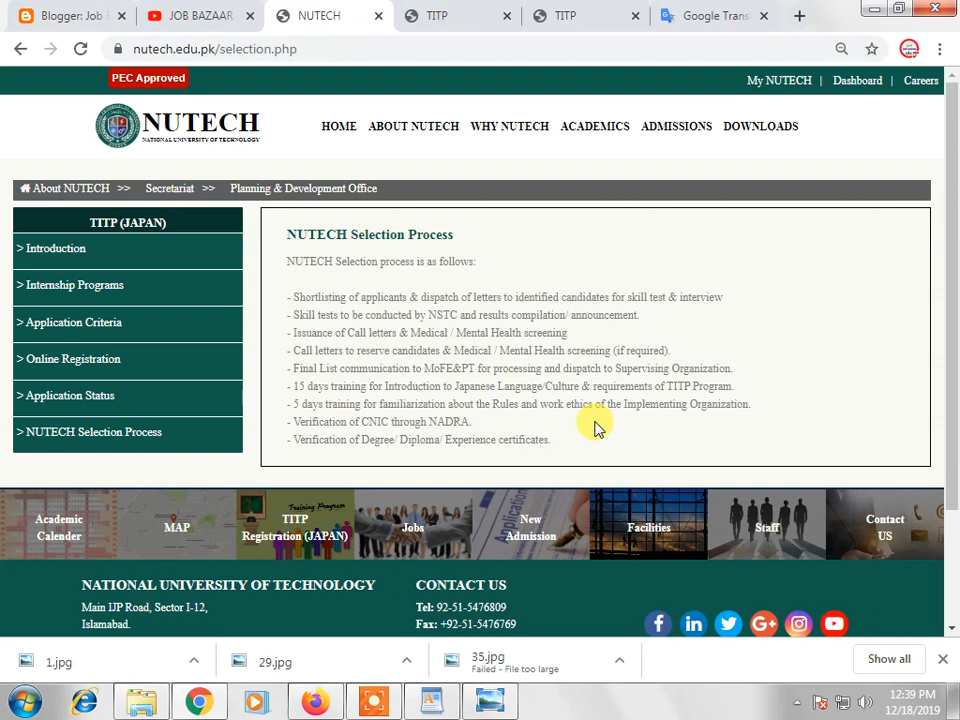 Blogger: Job
JOB BAZAAR
NUTECH
TITP
TITP
Google Trans
nutech.edu.pk/selection.php
PEC Approved
My NUTECH | Dashboard | Careers
NUTECH
NATIONAL UNIVERSITY OF TECHNOLOGY
HOME ABOUT NUTECH WHY NUTECH ACADEMICS ADMISSIONS DOWNLOADS
About NUTECH >> Secretariat >> Planning & Development Office
TITP (JAPAN)
> Introduction
> Internship Programs
> Application Criteria
> Online Registration
> Application Status
> NUTECH Selection Process
NUTECH Selection Process
NUTECH Selection process is as follows:
- Shortlisting of applicants & dispatch of letters to identified candidates for skill test & interview
- Skill tests to be conducted by NSTC and results compilation/ announcement.
- Issuance of Call letters & Medical / Mental Health screening
- Call letters to reserve candidates & Medical / Mental Health screening (if required).
- Final List communication to MoFE&PT for processing and dispatch to Supervising Organization.
- 15 days training for Introduction to Japanese Language/Culture & requirements of TITP Program.
- 5 days training for familiarization about the Rules and work ethics of the Implementing Organization.
- Verification of CNIC through NADRA.
- Verification of Degree/ Diploma/ Experience certificates.
Academic
Calender
MAP
Training Program
TITP
Registration (JAPAN)
Jobs
New
Admission
Facilities
Staff
Contact
US
NATIONAL UNIVERSITY OF TECHNOLOGY
Main IJP Road, Sector I-12,
Islamabad.
CONTACT US
Tel: 92-51-5476809
Fax: +92-51-5476769
1.jpg
29.jpg
35.jpg
Failed - File too large
Show all
12:39 PM
12/18/2019